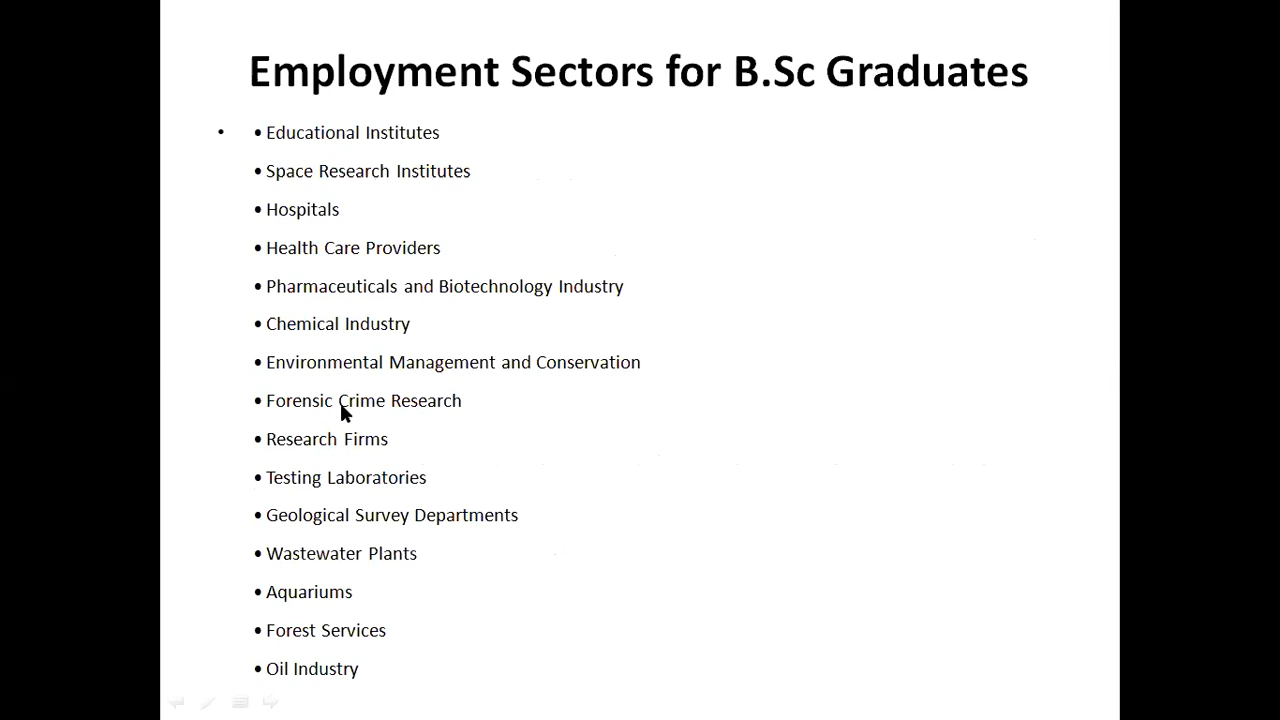 Employment Sectors for B.Sc Graduates
• • Educational Institutes
• Space Research Institutes
• Hospitals
• Health Care Providers
• Pharmaceuticals and Biotechnology Industry
• Chemical Industry
• Environmental Management and Conservation
• Forensic Crime Research
• Research Firms
• Testing Laboratories
• Geological Survey Departments
• Wastewater Plants
• Aquariums
• Forest Services
• Oil Industry